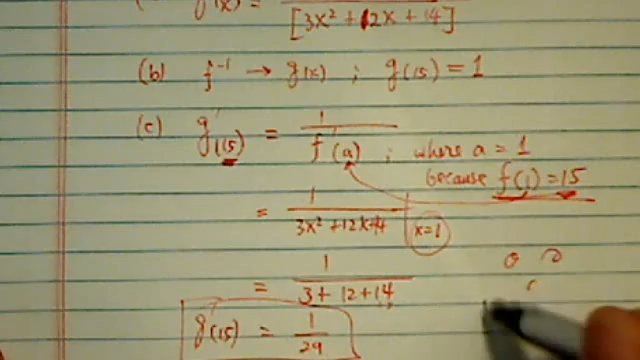 g'(x) =
[3x² + 12x + 14]
(b) f⁻¹ → g(x) ; g(15) = 1
(c) g'(15) = 1 / f'(a) ; where a = 1
because f(1) = 15
= 1 / 3x² + 12x + 14 | x=1
= 1 / 3 + 12 + 14
g'(15) = 1 / 29